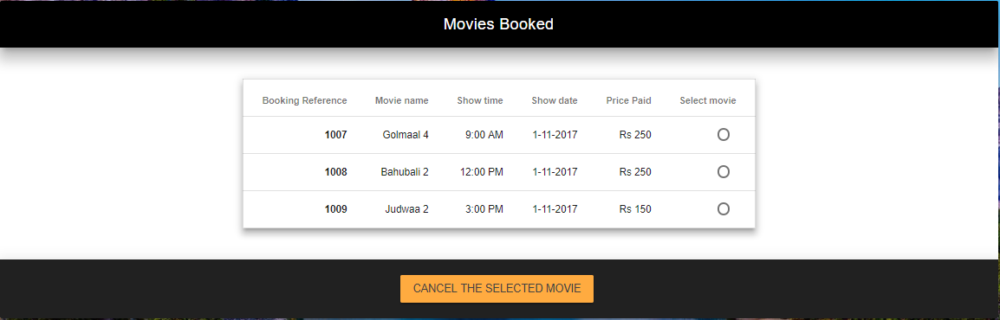 Movies Booked
Booking Reference Movie name Show time Show date Price Paid Select movie
1007 Golmaal 4 9:00 AM 1-11-2017 Rs 250
1008 Bahubali 2 12:00 PM 1-11-2017 Rs 250
1009 Judwaa 2 3:00 PM 1-11-2017 Rs 150
CANCEL THE SELECTED MOVIE